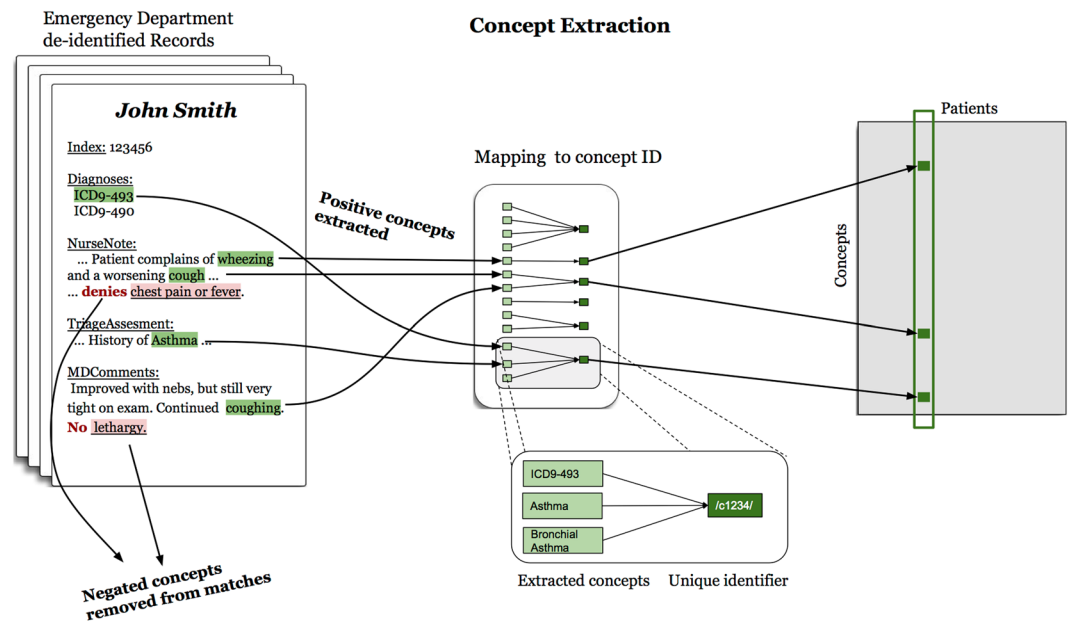 Emergency Department
de-identified Records
Concept Extraction
John Smith
Index: 123456
Diagnoses:
ICD9-493
ICD9-490
NurseNote:
... Patient complains of wheezing
and a worsening cough ...
... denies chest pain or fever.
TriageAssesment:
... History of Asthma ...
MDComments:
Improved with nebs, but still very
tight on exam. Continued coughing.
No lethargy.
Positive concepts
extracted
Negated concepts
removed from matches
Mapping to concept ID
Patients
Concepts
ICD9-493
Asthma
Bronchial
Asthma
/c1234/
Extracted concepts
Unique identifier